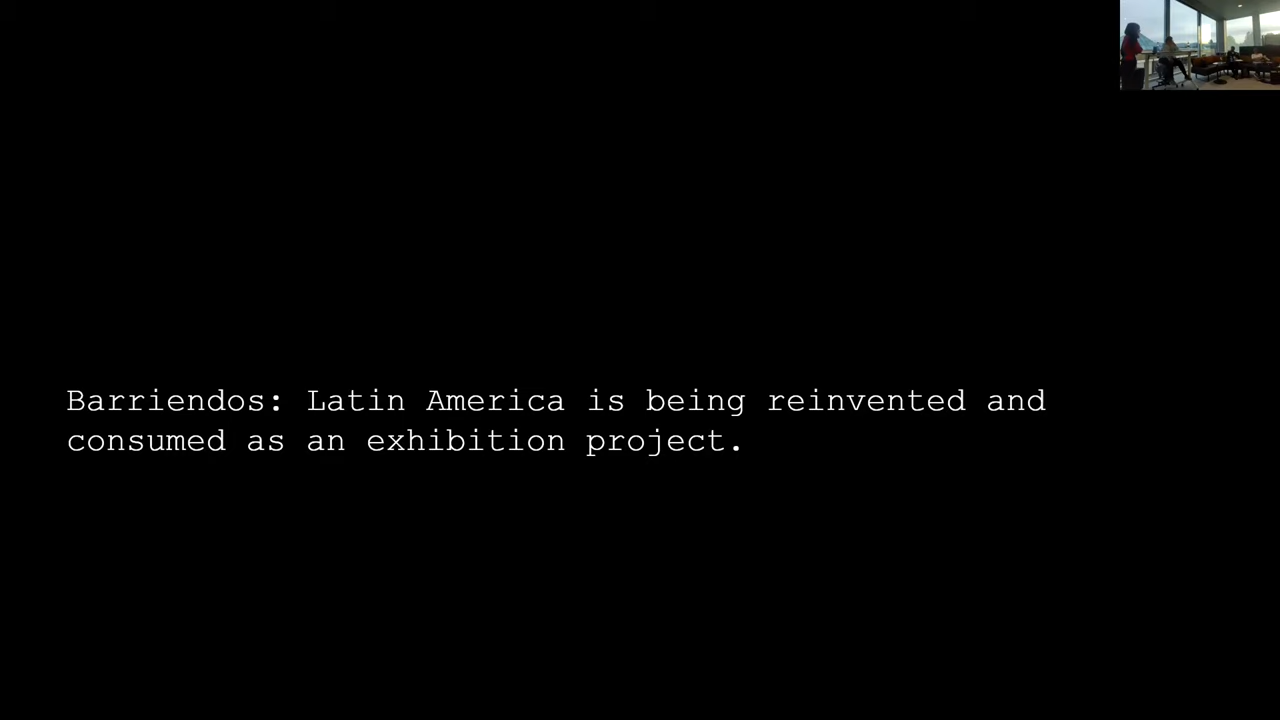 Barriendos: Latin America is being reinvented and
consumed as an exhibition project.